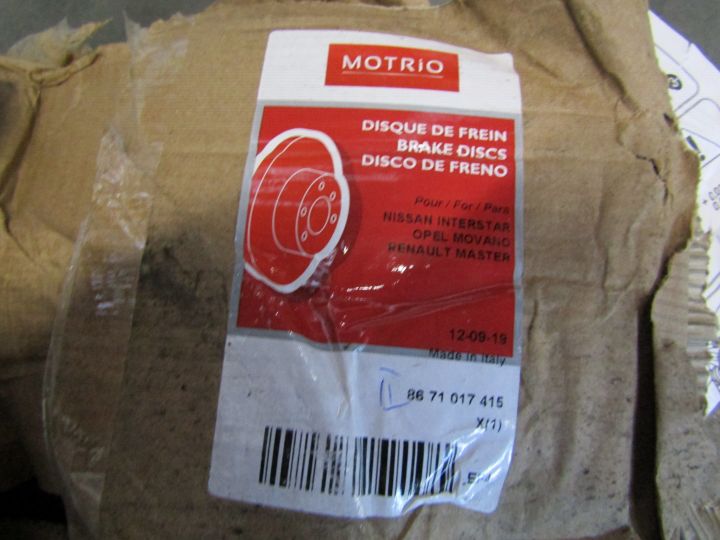 MOTRIO
DISQUE DE FREIN
BRAKE DISCS
DISCO DE FRENO
Pour / For / Para
NISSAN INTERSTAR
OPEL MOVANO
RENAULT MASTER
12-09-19
Made in Italy
86 71 017 415
X(1)